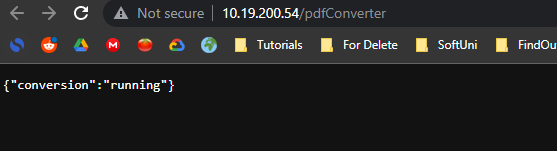 Not secure | 10.19.200.54/pdfConverter
Tutorials For Delete SoftUni FindOu
{"conversion":"running"}